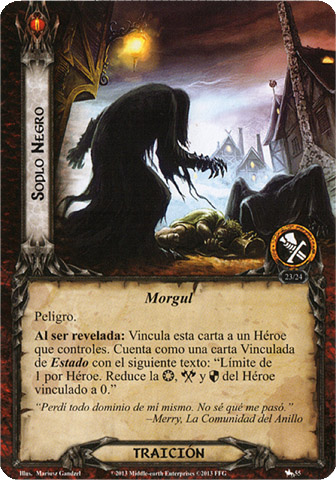 SOPLO NEGRO
23/24
Morgul
Peligro.
Al ser revelada: Vincula esta carta a un Héroe
que controles. Cuenta como una carta Vinculada
de Estado con el siguiente texto: “Límite de
1 por Héroe. Reduce la , y del Héroe
vinculado a 0.”
“Perdí todo dominio de mí mismo. No sé qué me pasó.”
–Merry, La Comunidad del Anillo
TRAICIÓN
Illus. Mariusz Gandzel
©2013 Middle-earth Enterprises ©2013 FFG
55